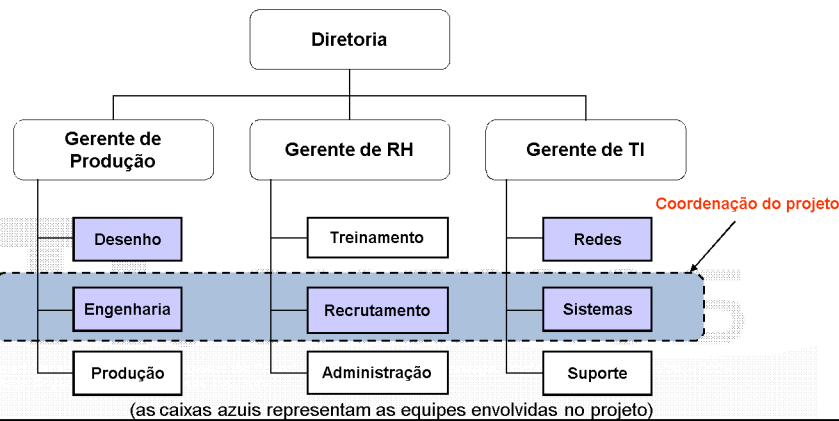 Diretoria
Gerente de
Produção
Gerente de RH
Gerente de TI
Coordenação do projeto
Desenho
Treinamento
Redes
Engenharia
Recrutamento
Sistemas
Produção
Administração
Suporte
(as caixas azuis representam as equipes envolvidas no projeto)